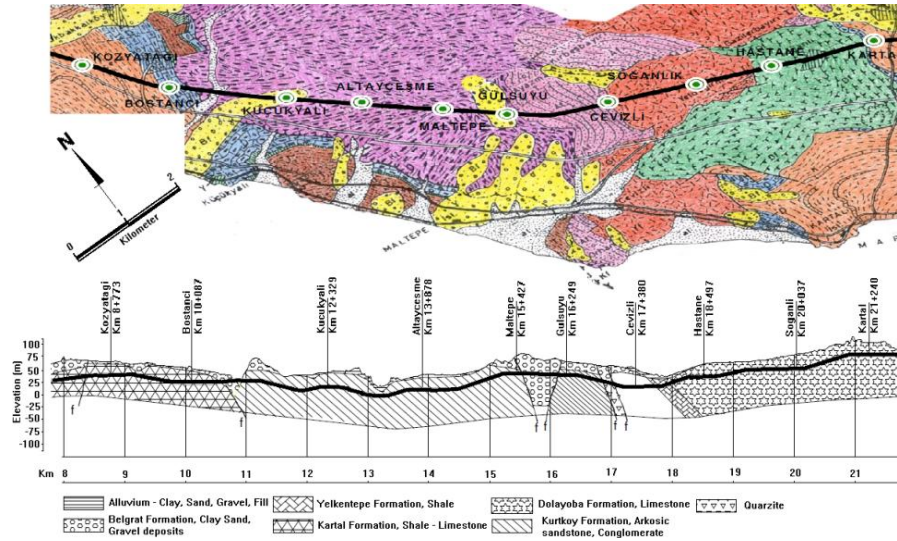 KOZYATAGI
BOSTANCI
KUCUKYALI
ALTAYCESME
MALTEPE
GULSUYU
CEVIZLI
SOGANLIK
HASTANE
KARTA
N
0 1 2
Kilometer
Küçükyalı
MALTEPE
Kozyatagi
Km 8+773
Bostanci
Km 10+087
Kucukyali
Km 12+329
Altaycesme
Km 13+878
Maltepe
Km 15+427
Gulsuyu
Km 16+249
Cevizli
Km 17+380
Hastane
Km 18+497
Soganli
Km 20+037
Kartal
Km 21+240
Elevation (m)
100
75
50
25
0
-25
-50
-75
-100
f f f f f f
Km 8 9 10 11 12 13 14 15 16 17 18 19 20 21
Alluvium - Clay, Sand, Gravel, Fill
Belgrat Formation, Clay Sand,
Gravel deposits
Yelkentepe Formation, Shale
Kartal Formation, Shale - Limestone
Dolayoba Formation, Limestone
Kurtkoy Formation, Arkosic
sandstone, Conglomerate
Quarzite